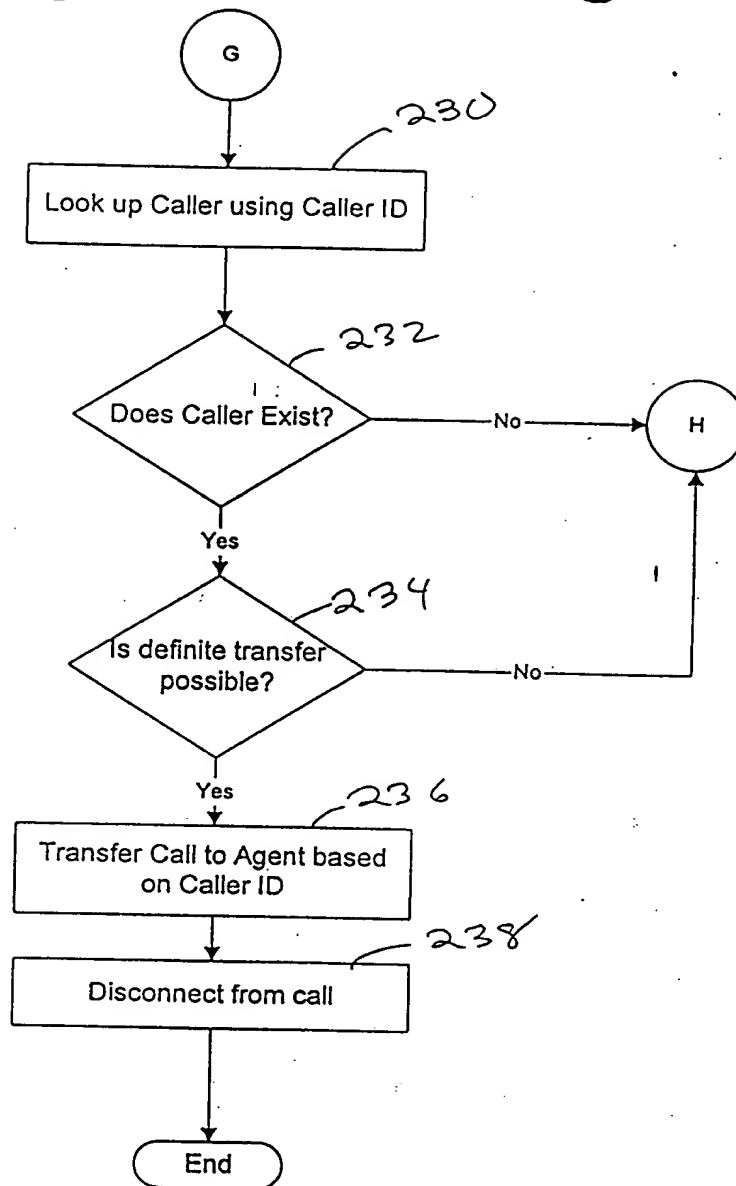 G
230
Look up Caller using Caller ID
232
Does Caller Exist?
No
H
Yes
234
Is definite transfer
possible?
No
Yes
236
Transfer Call to Agent based
on Caller ID
238
Disconnect from call
End